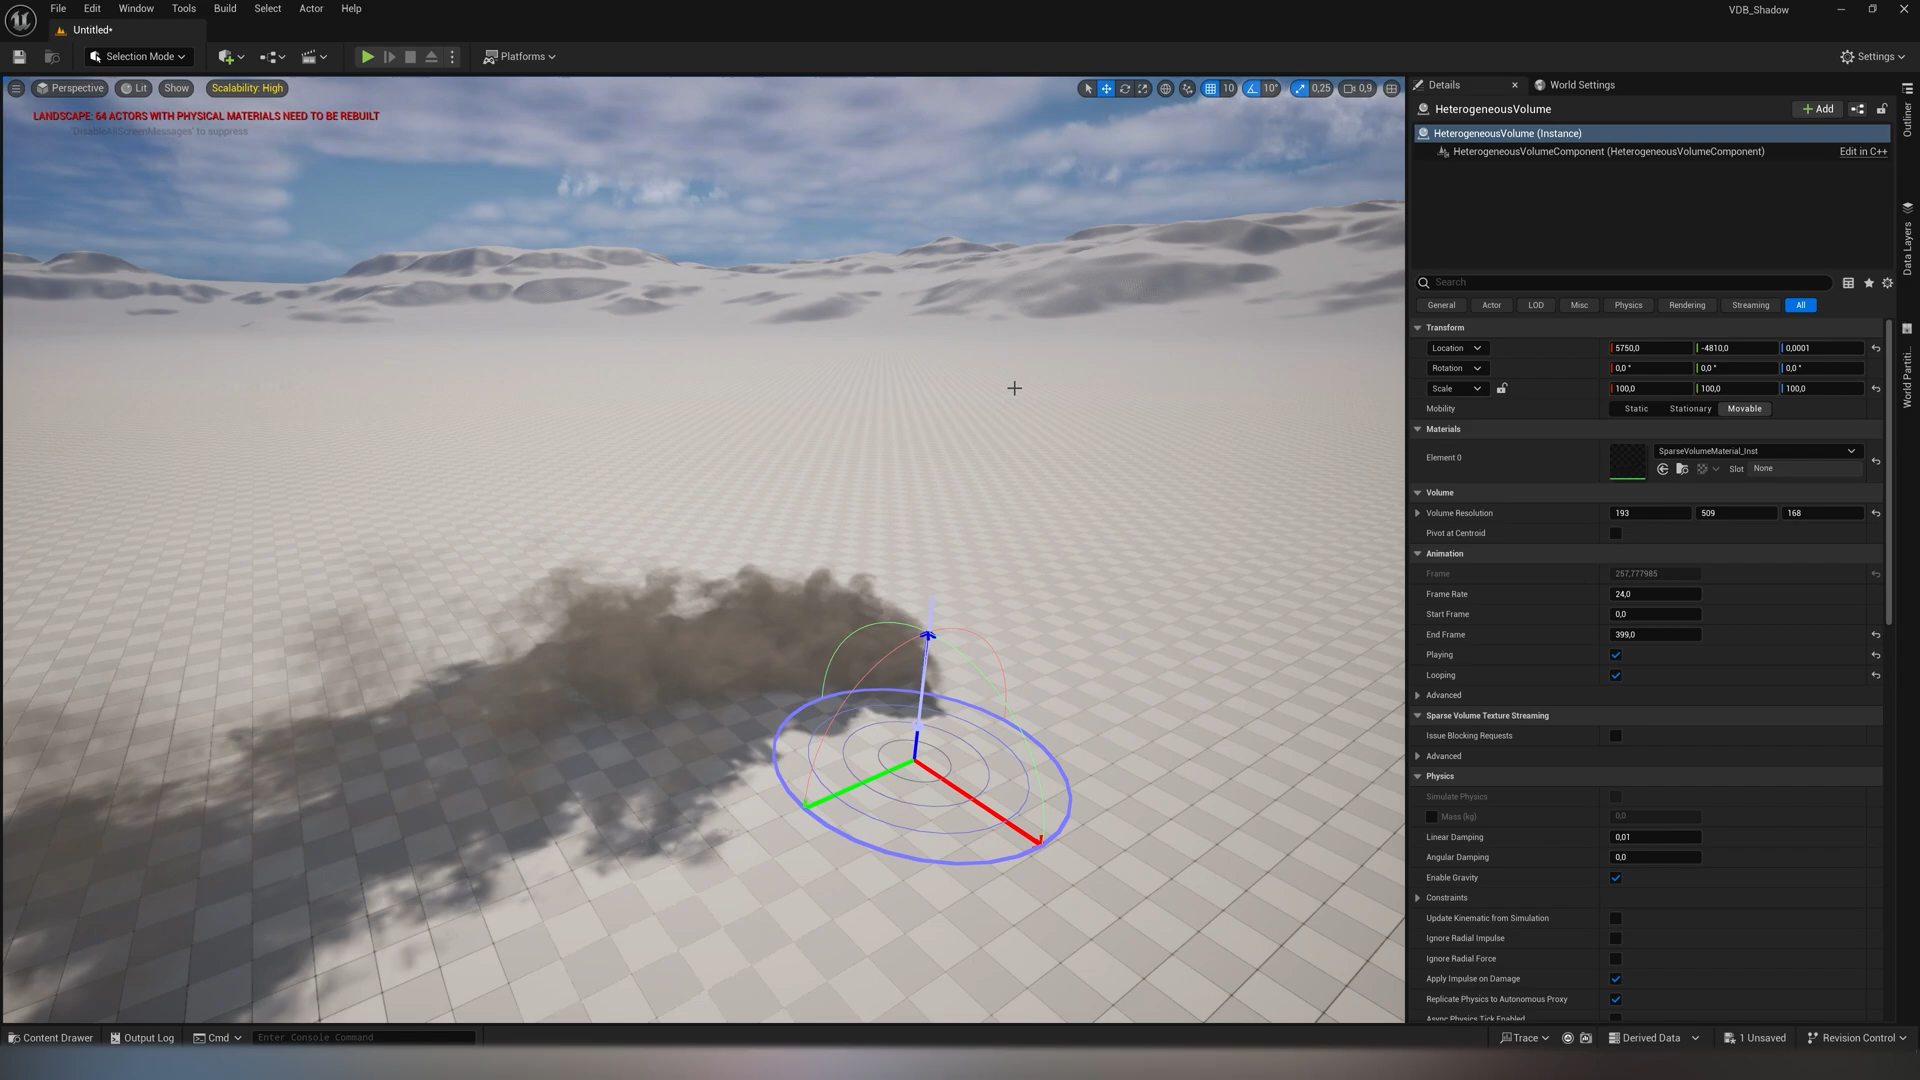 File Edit Window Tools Build Select Actor Help
VDB_Shadow
Untitled*
Selection Mode
Platforms
Settings
Perspective Lit Show Scalability: High
10 10° 0,25 0,9
LANDSCAPE: 64 ACTORS WITH PHYSICAL MATERIALS NEED TO BE REBUILT
'DisableAllScreenMessages' to suppress
Details World Settings
HeterogeneousVolume
Add
HeterogeneousVolume (Instance)
HeterogeneousVolumeComponent (HeterogeneousVolumeComponent) Edit in C++
Search
General Actor LOD Misc Physics Rendering Streaming All
Transform
Location 5750,0 -4810,0 0,0001
Rotation 0,0 ° 0,0 ° 0,0 °
Scale 100,0 100,0 100,0
Mobility Static Stationary Movable
Materials
Element 0 SparseVolumeMaterial_Inst
Slot None
Volume
Volume Resolution 193 509 168
Pivot at Centroid
Animation
Frame 257,777985
Frame Rate 24,0
Start Frame 0,0
End Frame 399,0
Playing
Looping
Advanced
Sparse Volume Texture Streaming
Issue Blocking Requests
Advanced
Physics
Simulate Physics
Mass (kg) 0,0
Linear Damping 0,01
Angular Damping 0,0
Enable Gravity
Constraints
Update Kinematic from Simulation
Ignore Radial Impulse
Ignore Radial Force
Apply Impulse on Damage
Replicate Physics to Autonomous Proxy
Async Physics Tick Enabled
Outliner
Data Layers
World Partiti...
Content Drawer Output Log Cmd Enter Console Command
Trace Derived Data 1 Unsaved Revision Control